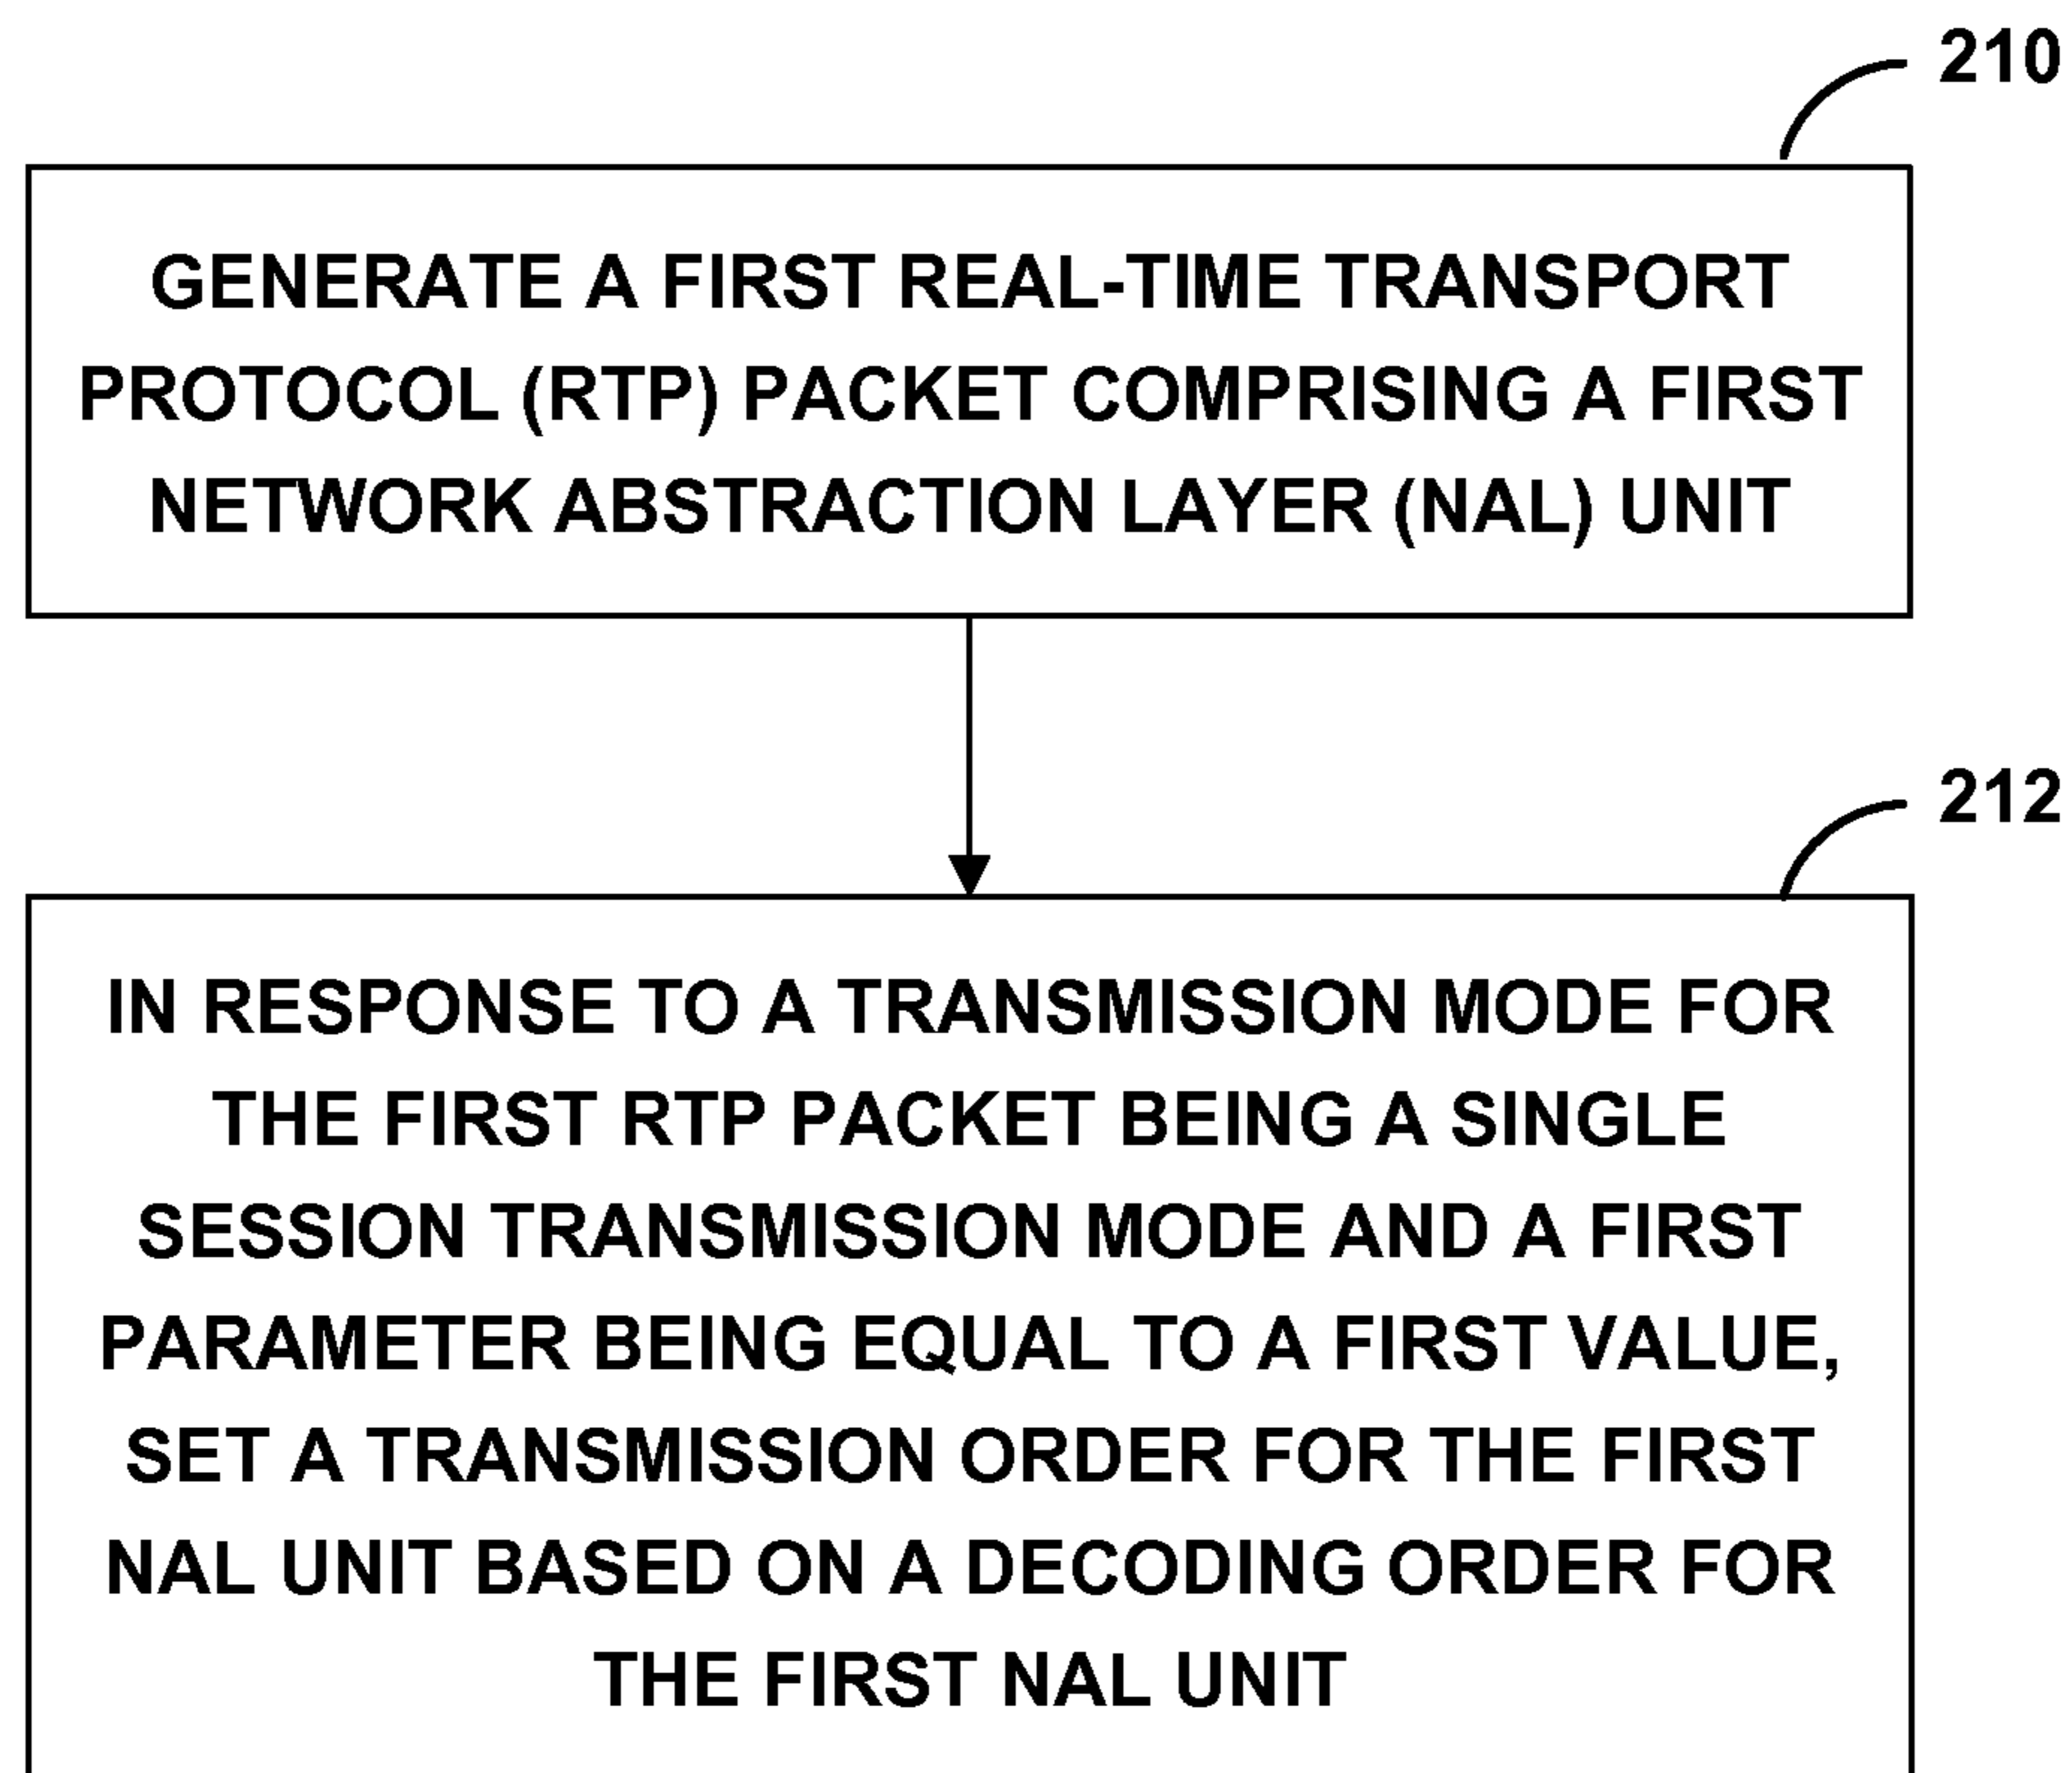 210
GENERATE A FIRST REAL-TIME TRANSPORT
PROTOCOL (RTP) PACKET COMPRISING A FIRST
NETWORK ABSTRACTION LAYER (NAL) UNIT
212
IN RESPONSE TO A TRANSMISSION MODE FOR
THE FIRST RTP PACKET BEING A SINGLE
SESSION TRANSMISSION MODE AND A FIRST
PARAMETER BEING EQUAL TO A FIRST VALUE,
SET A TRANSMISSION ORDER FOR THE FIRST
NAL UNIT BASED ON A DECODING ORDER FOR
THE FIRST NAL UNIT